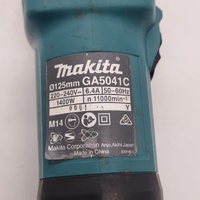 makita
Ø125mm GA5041C
220-240V~ 6.4A 50-60Hz
1400W n 11000min⁻¹
Y
M14
Makita Corporation Anjo, Aichi, Japan
Made in China